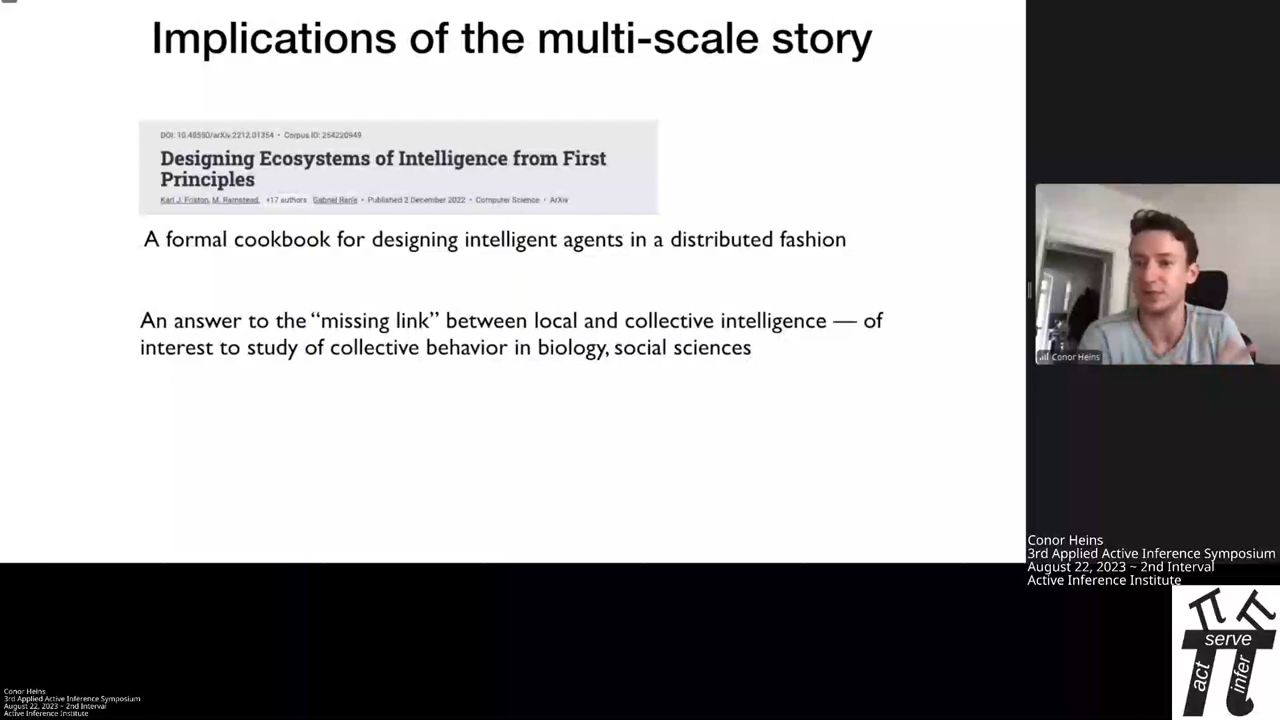 Implications of the multi-scale story
DOI: 10.48550/arXiv.2212.01354 • Corpus ID: 254220949
Designing Ecosystems of Intelligence from First
Principles
Karl J. Friston, M. Ramstead, +17 authors Gabriel Ren'e • Published 2 December 2022 • Computer Science • ArXiv
A formal cookbook for designing intelligent agents in a distributed fashion
An answer to the “missing link” between local and collective intelligence — of
interest to study of collective behavior in biology, social sciences
Conor Heins
Conor Heins
3rd Applied Active Inference Symposium
August 22, 2023 ~ 2nd Interval
Active Inference Institute
π π
serve
π
act
infer
Conor Heins
3rd Applied Active Inference Symposium
August 22, 2023 ~ 2nd Interval
Active Inference Institute